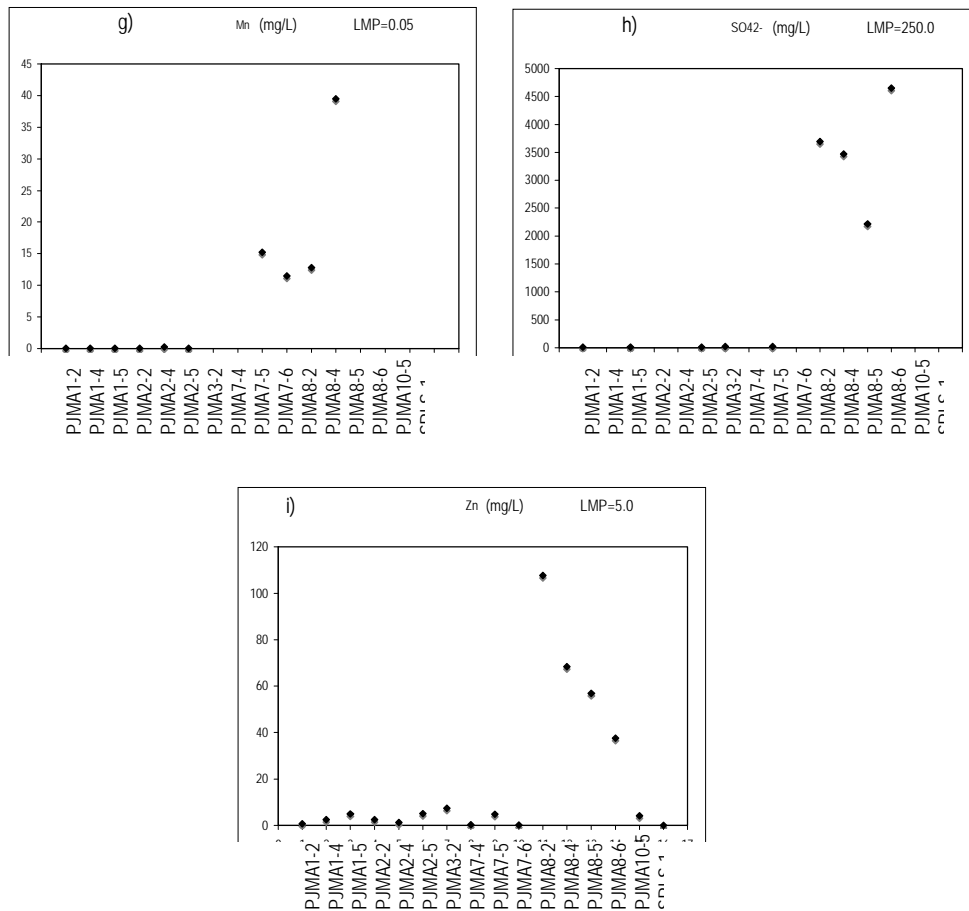 g) Mn (mg/L) LMP=0.05
45
40
35
30
25
20
15
10
5
0
PJMA1-2
PJMA1-4
PJMA1-5
PJMA2-2
PJMA2-4
PJMA2-5
PJMA3-2
PJMA7-4
PJMA7-5
PJMA7-6
PJMA8-2
PJMA8-4
PJMA8-5
PJMA8-6
PJMA10-5
h) SO42- (mg/L) LMP=250.0
5000
4500
4000
3500
3000
2500
2000
1500
1000
500
0
PJMA1-2
PJMA1-4
PJMA1-5
PJMA2-2
PJMA2-4
PJMA2-5
PJMA3-2
PJMA7-4
PJMA7-5
PJMA7-6
PJMA8-2
PJMA8-4
PJMA8-5
PJMA8-6
PJMA10-5
i) Zn (mg/L) LMP=5.0
120
100
80
60
40
20
0
17
PJMA1-2
PJMA1-4
PJMA1-5
PJMA2-2
PJMA2-4
PJMA2-5
PJMA3-2
PJMA7-4
PJMA7-5
PJMA7-6
PJMA8-2
PJMA8-4
PJMA8-5
PJMA8-6
PJMA10-5